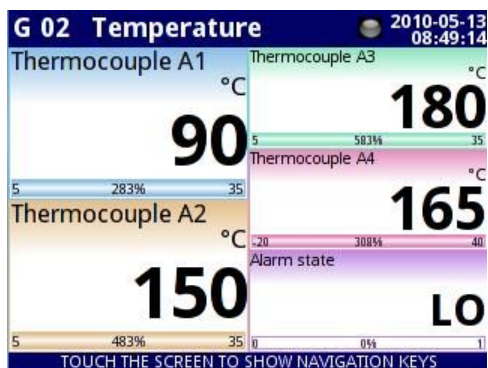 G 02 Temperature
2010-05-13
08:49:14
Thermocouple A1
°C
90
5 283% 35
Thermocouple A2
°C
150
5 483% 35
Thermocouple A3
°C
180
5 583% 35
Thermocouple A4
°C
165
-20 308% 40
Alarm state
LO
0 0% 1
TOUCH THE SCREEN TO SHOW NAVIGATION KEYS